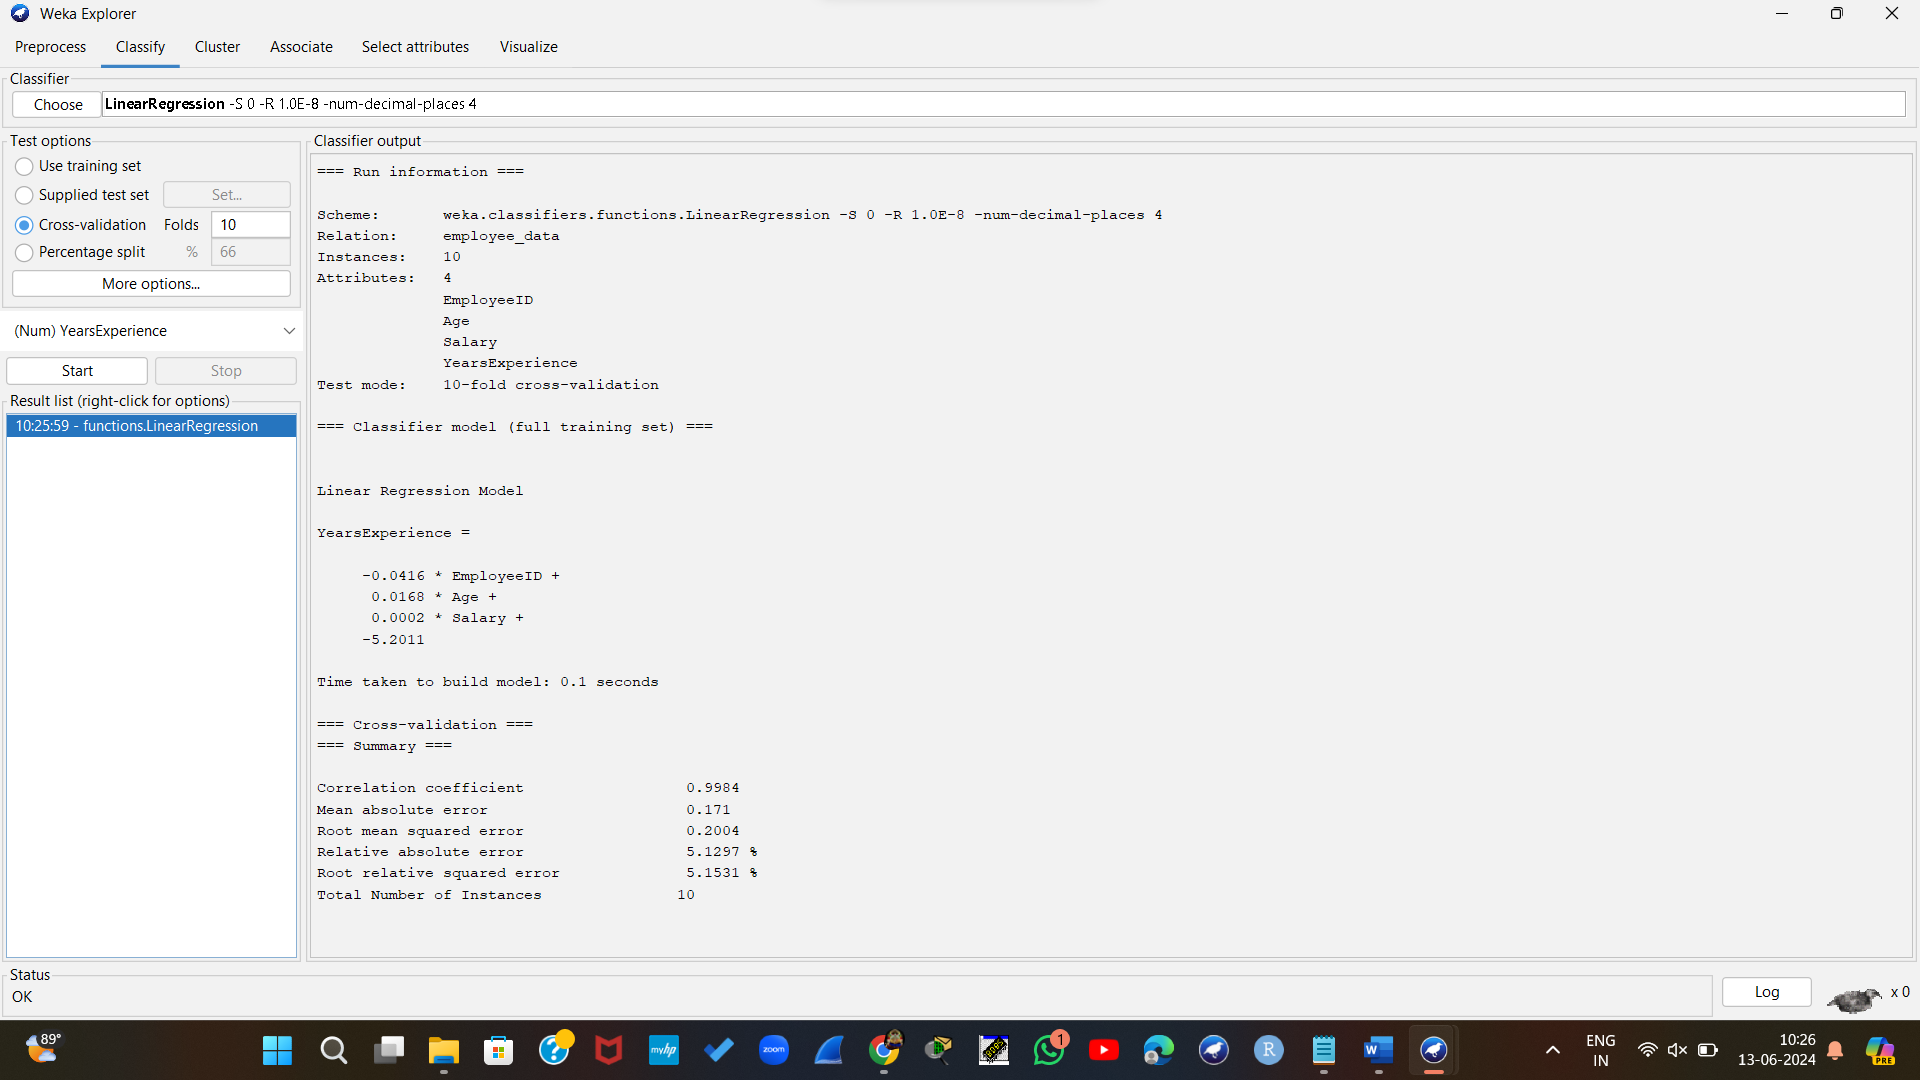 Weka Explorer
Preprocess Classify Cluster Associate Select attributes Visualize
Classifier
Choose LinearRegression -S 0 -R 1.0E-8 -num-decimal-places 4
Test options
Use training set
Supplied test set Set...
Cross-validation Folds 10
Percentage split % 66
More options...
(Num) YearsExperience
Start Stop
Result list (right-click for options)
10:25:59 - functions.LinearRegression
Classifier output
=== Run information ===
Scheme: weka.classifiers.functions.LinearRegression -S 0 -R 1.0E-8 -num-decimal-places 4
Relation: employee_data
Instances: 10
Attributes: 4
EmployeeID
Age
Salary
YearsExperience
Test mode: 10-fold cross-validation
=== Classifier model (full training set) ===
Linear Regression Model
YearsExperience =
-0.0416 * EmployeeID +
0.0168 * Age +
0.0002 * Salary +
-5.2011
Time taken to build model: 0.1 seconds
=== Cross-validation ===
=== Summary ===
Correlation coefficient 0.9984
Mean absolute error 0.171
Root mean squared error 0.2004
Relative absolute error 5.1297 %
Root relative squared error 5.1531 %
Total Number of Instances 10
Status
OK
Log x 0
89°
myhp
zoom
1
R
W
ENG
IN
10:26
13-06-2024
PRE